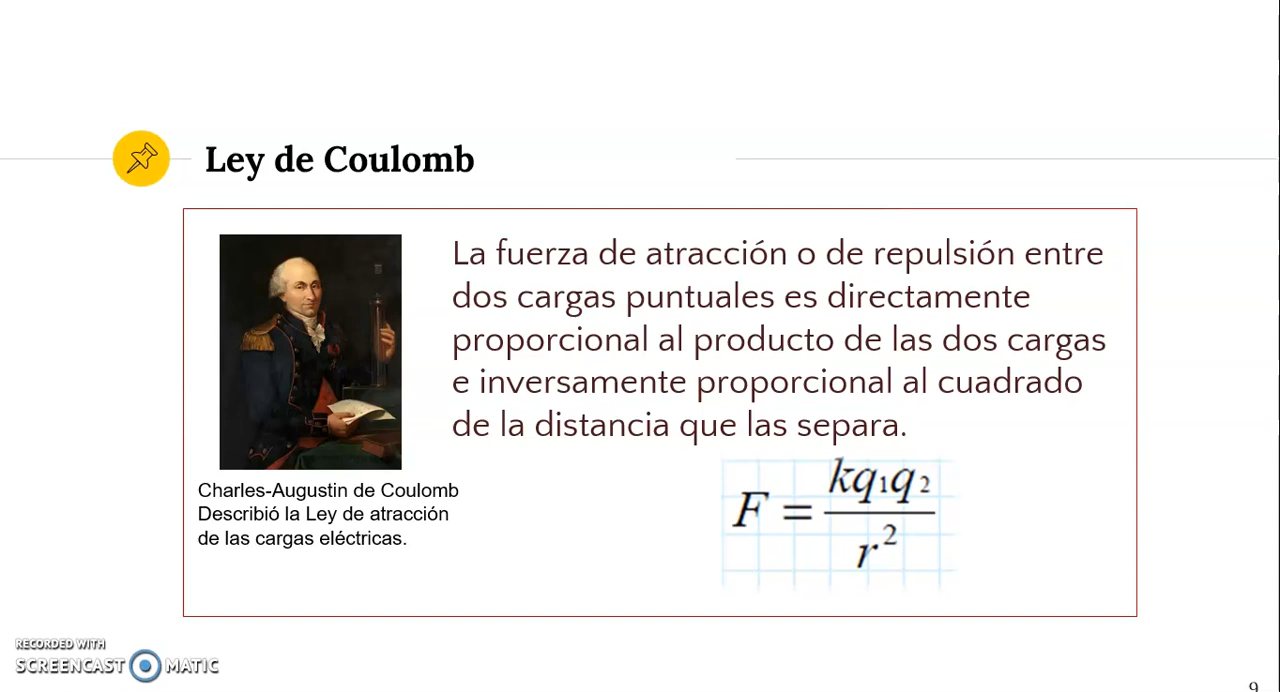 Ley de Coulomb
La fuerza de atracción o de repulsión entre
dos cargas puntuales es directamente
proporcional al producto de las dos cargas
e inversamente proporcional al cuadrado
de la distancia que las separa.
Charles-Augustin de Coulomb
Describió la Ley de atracción
de las cargas eléctricas.
F = kq₁q₂ / r²
RECORDED WITH
SCREENCAST MATIC
9